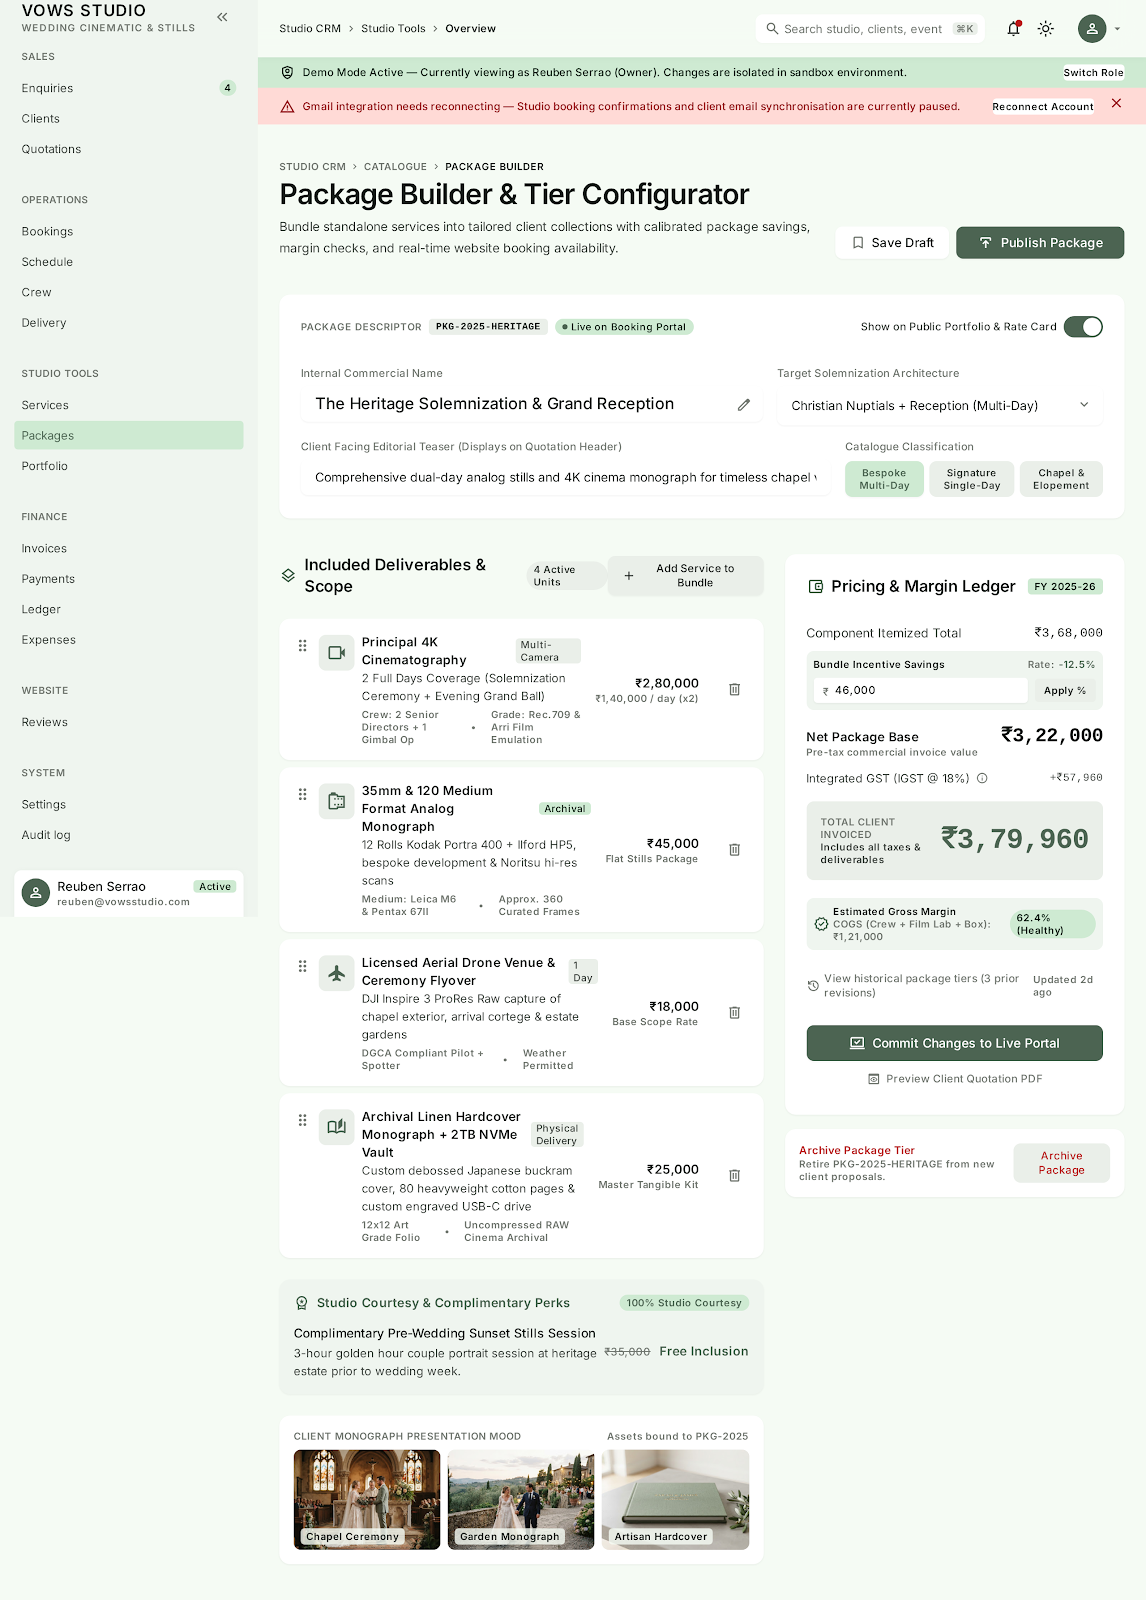 VOWS STUDIO
WEDDING CINEMATIC & STILLS
SALES
Enquiries
4
Clients
Quotations
OPERATIONS
Bookings
Schedule
Crew
Delivery
STUDIO TOOLS
Services
Packages
Portfolio
FINANCE
Invoices
Payments
Ledger
Expenses
WEBSITE
Reviews
SYSTEM
Settings
Audit log
Reuben Serrao
Active
reuben@vowsstudio.com
Studio CRM > Studio Tools > Overview
Search studio, clients, event
⌘K
Demo Mode Active — Currently viewing as Reuben Serrao (Owner). Changes are isolated in sandbox environment.
Switch Role
Gmail integration needs reconnecting — Studio booking confirmations and client email synchronisation are currently paused.
Reconnect Account
STUDIO CRM > CATALOGUE > PACKAGE BUILDER
Package Builder & Tier Configurator
Bundle standalone services into tailored client collections with calibrated package savings,
margin checks, and real-time website booking availability.
Save Draft
Publish Package
PACKAGE DESCRIPTOR
PKG-2025-HERITAGE
Live on Booking Portal
Show on Public Portfolio & Rate Card
Internal Commercial Name
The Heritage Solemnization & Grand Reception
Target Solemnization Architecture
Christian Nuptials + Reception (Multi-Day)
Client Facing Editorial Teaser (Displays on Quotation Header)
Comprehensive dual-day analog stills and 4K cinema monograph for timeless chapel
Catalogue Classification
Bespoke
Multi-Day
Signature
Single-Day
Chapel &
Elopement
Included Deliverables &
Scope
4 Active
Units
Add Service to
Bundle
Principal 4K
Cinematography
Multi-
Camera
2 Full Days Coverage (Solemnization
Ceremony + Evening Grand Ball)
Crew: 2 Senior
Directors + 1
Gimbal Op
•
Grade: Rec.709 &
Arri Film
Emulation
₹2,80,000
₹1,40,000 / day (x2)
35mm & 120 Medium
Format Analog
Monograph
Archival
12 Rolls Kodak Portra 400 + Ilford HP5,
bespoke development & Noritsu hi-res
scans
Medium: Leica M6
& Pentax 67II
•
Approx. 360
Curated Frames
₹45,000
Flat Stills Package
Licensed Aerial Drone Venue &
Ceremony Flyover
1
Day
DJI Inspire 3 ProRes Raw capture of
chapel exterior, arrival cortege & estate
gardens
DGCA Compliant Pilot +
Spotter
•
Weather
Permitted
₹18,000
Base Scope Rate
Archival Linen Hardcover
Monograph + 2TB NVMe
Vault
Physical
Delivery
Custom debossed Japanese buckram
cover, 80 heavyweight cotton pages &
custom engraved USB-C drive
12x12 Art
Grade Folio
•
Uncompressed RAW
Cinema Archival
₹25,000
Master Tangible Kit
Studio Courtesy & Complimentary Perks
100% Studio Courtesy
Complimentary Pre-Wedding Sunset Stills Session
3-hour golden hour couple portrait session at heritage
estate prior to wedding week.
₹35,000
Free Inclusion
CLIENT MONOGRAPH PRESENTATION MOOD
Assets bound to PKG-2025
Chapel Ceremony
Garden Monograph
Artisan Hardcover
Pricing & Margin Ledger
FY 2025-26
Component Itemized Total
₹3,68,000
Bundle Incentive Savings
Rate: -12.5%
₹ 46,000
Apply %
Net Package Base
Pre-tax commercial invoice value
₹3,22,000
Integrated GST (IGST @ 18%)
+₹57,960
TOTAL CLIENT
INVOICED
Includes all taxes &
deliverables
₹3,79,960
Estimated Gross Margin
COGS (Crew + Film Lab + Box):
₹1,21,000
62.4%
(Healthy)
View historical package tiers (3 prior
revisions)
Updated 2d
ago
Commit Changes to Live Portal
Preview Client Quotation PDF
Archive Package Tier
Retire PKG-2025-HERITAGE from new
client proposals.
Archive
Package